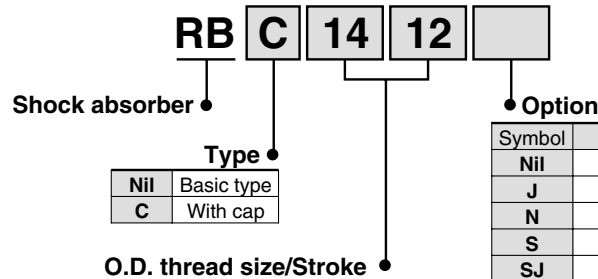 RB C 14 12
Shock absorber
Option
Symbol
Type
Nil
Nil Basic type
J
C With cap
N
S
O.D. thread size/Stroke
SJ